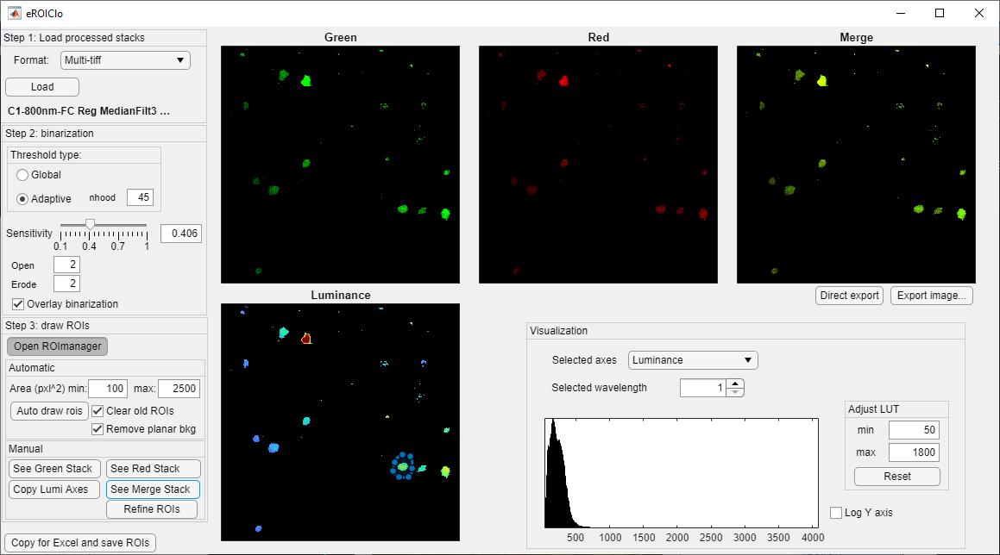 eROIClo
Step 1: Load processed stacks
Format: Multi-tiff
Load
C1-800nm-FC Reg MedianFilt3 ...
Step 2: binarization
Threshold type:
Global
Adaptive nhood 45
Sensitivity 0.406
0.1 0.4 0.7 1
Open 2
Erode 2
Overlay binarization
Step 3: draw ROIs
Open ROImanager
Automatic
Area (pxl^2) min: 100 max: 2500
Auto draw rois Clear old ROIs
Remove planar bkg
Manual
See Green Stack See Red Stack
Copy Lumi Axes See Merge Stack
Refine ROIs
Copy for Excel and save ROIs
Green Red Merge
Direct export Export image...
Luminance
Visualization
Selected axes Luminance
Selected wavelength 1
Adjust LUT
min 50
max 1800
Reset
Log Y axis
500 1000 1500 2000 2500 3000 3500 4000